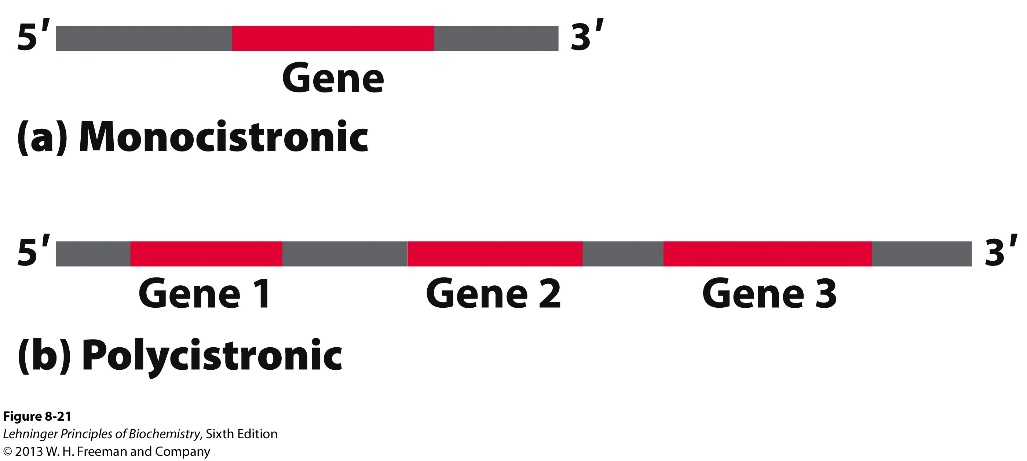 5′ 3′
Gene
(a) Monocistronic
5′ 3′
Gene 1 Gene 2 Gene 3
(b) Polycistronic
Figure 8-21
Lehninger Principles of Biochemistry, Sixth Edition
© 2013 W. H. Freeman and Company